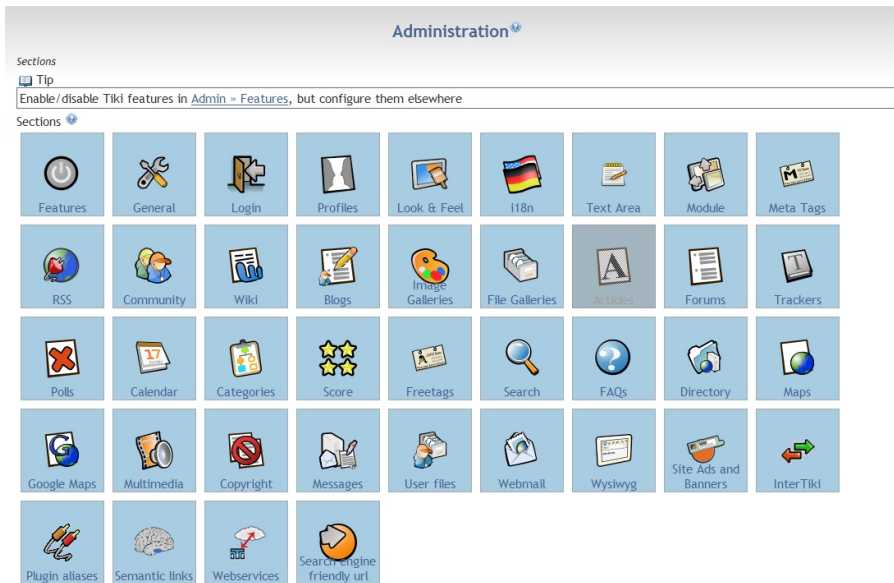 Administration
Sections
Tip
Enable/disable Tiki features in Admin » Features, but configure them elsewhere
Sections
Features General Login Profiles Look & Feel i18n Text Area Module Meta Tags
RSS Community Wiki Blogs Image Galleries File Galleries Articles Forums Trackers
Polls Calendar Categories Score Freetags Search FAQs Directory Maps
Google Maps Multimedia Copyright Messages User files Webmail Wysiwyg Site Ads and Banners InterTiki
Plugin aliases Semantic links Webservices Search engine friendly url